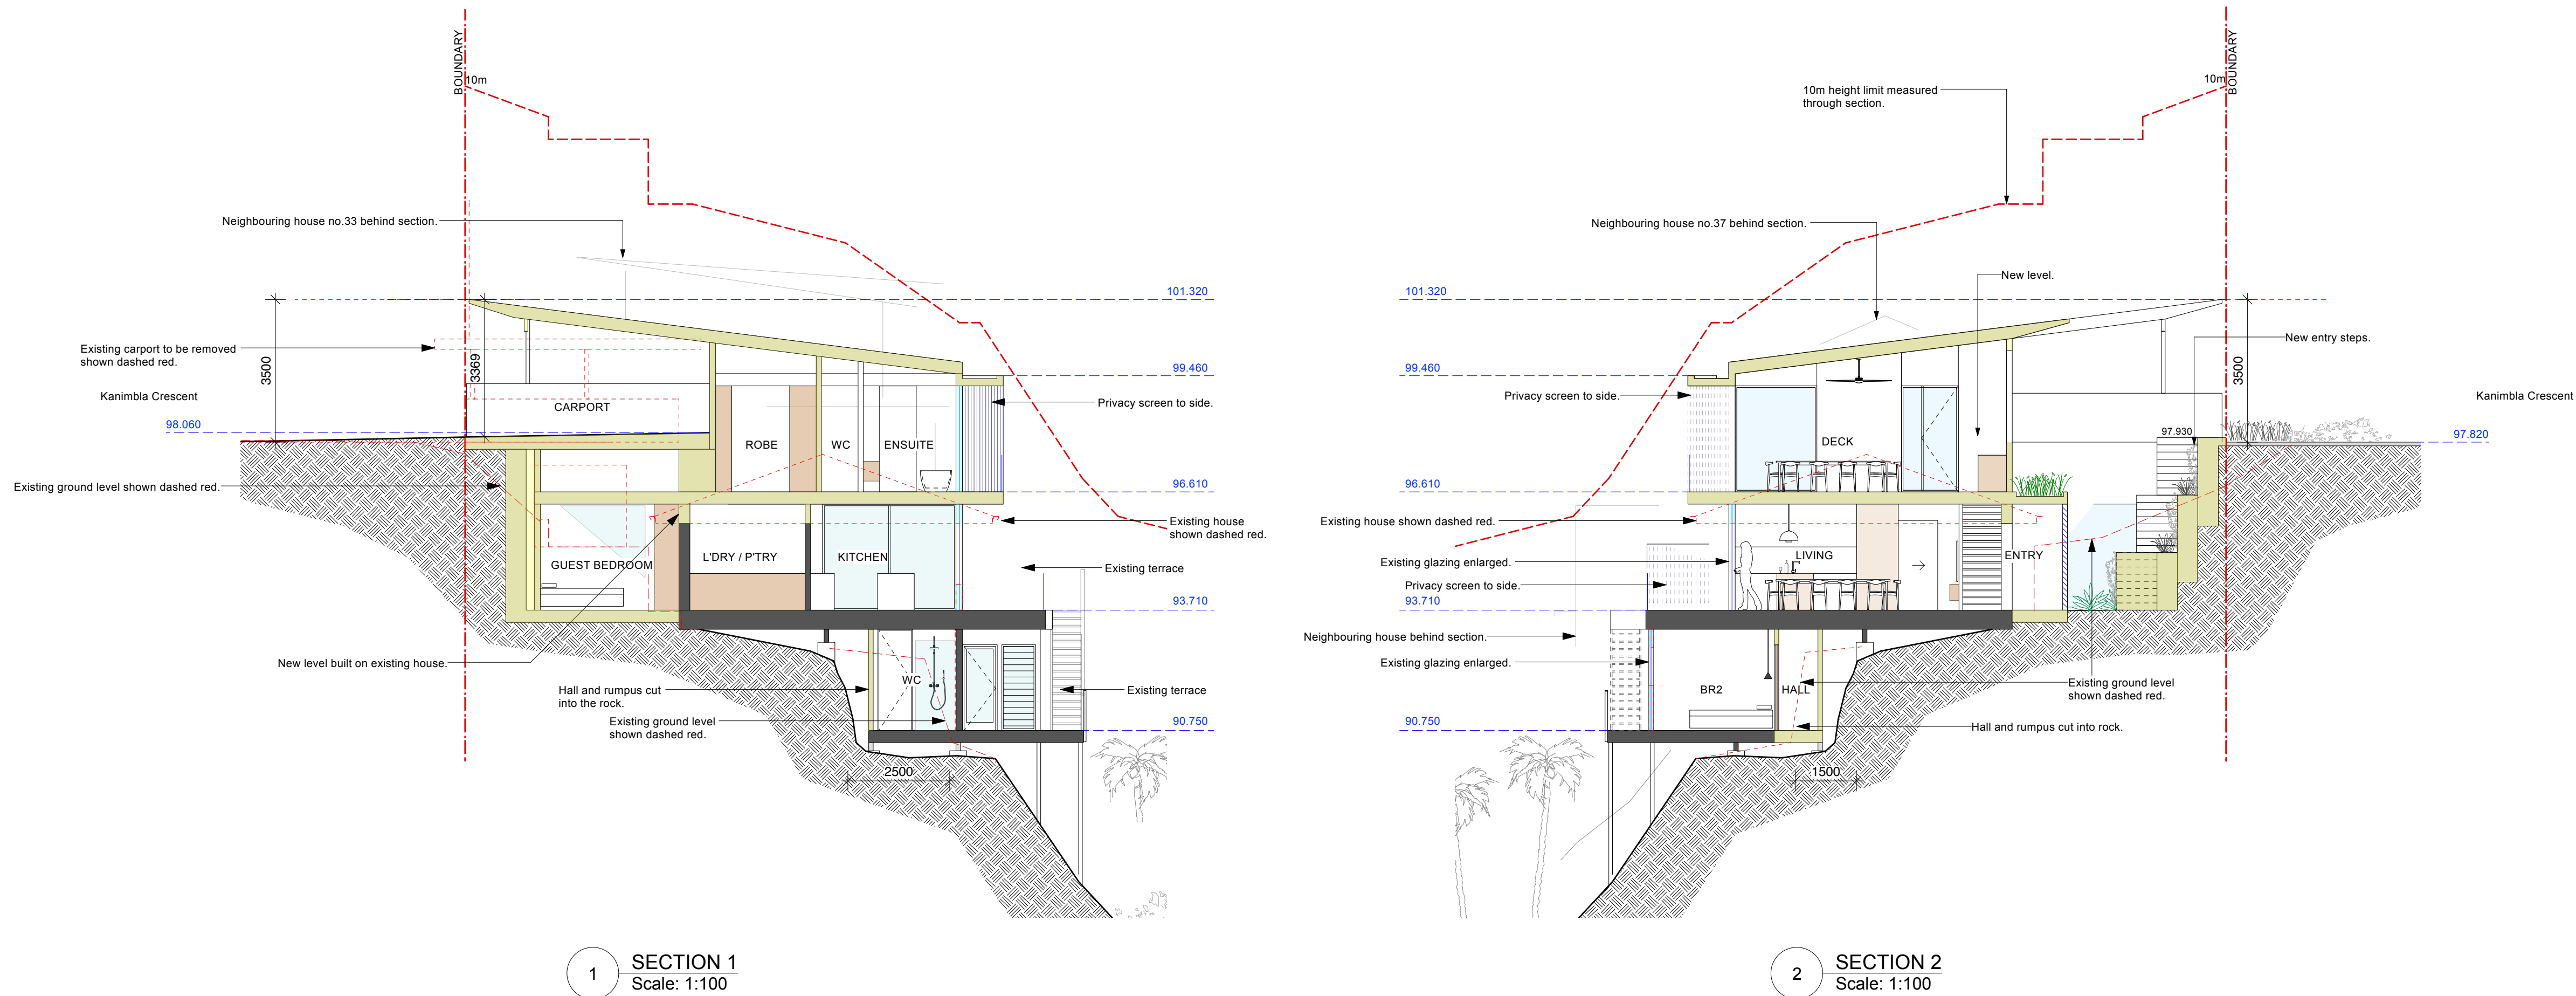 BOUNDARY
10m
Neighbouring house no.33 behind section.
101.320
Existing carport to be removed
shown dashed red.
3500
3369
99.460
Kanimbla Crescent
CARPORT
Privacy screen to side.
98.060
ROBE
WC
ENSUITE
Existing ground level shown dashed red.
96.610
Existing house
shown dashed red.
L'DRY / P'TRY
KITCHEN
GUEST BEDROOM
Existing terrace
93.710
New level built on existing house.
WC
Hall and rumpus cut
into the rock.
Existing terrace
Existing ground level
shown dashed red.
90.750
2500
1
SECTION 1
Scale: 1:100
BOUNDARY
10m
10m height limit measured
through section.
Neighbouring house no.37 behind section.
New level.
101.320
New entry steps.
3500
99.460
Privacy screen to side.
Kanimbla Crescent
97.930
97.820
DECK
96.610
Existing house shown dashed red.
Existing glazing enlarged.
LIVING
ENTRY
Privacy screen to side.
93.710
Neighbouring house behind section.
Existing glazing enlarged.
BR2
HALL
Existing ground level
shown dashed red.
90.750
Hall and rumpus cut into rock.
1500
2
SECTION 2
Scale: 1:100